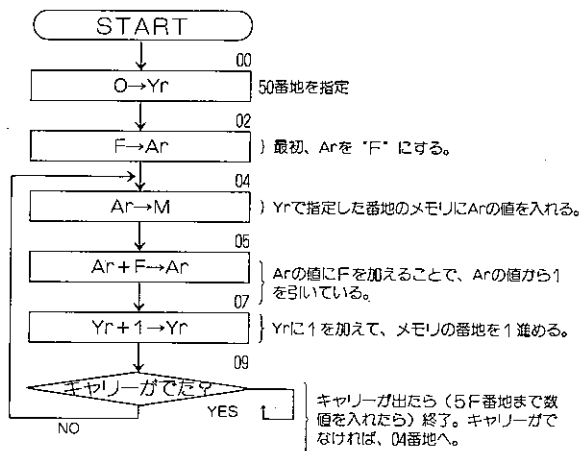 START
00
0→Yr
50番地を指定
02
F→Ar
}最初、Arを"F"にする。
04
Ar→M
}Yrで指定した番地のメモリにArの値を入れる。
05
Ar+F→Ar
Arの値にFを加えることで、Arの値から1
を引いている。
07
Yr+1→Yr
}Yrに1を加えて、メモリの番地を1進める。
09
キャリーがでた?
YES
NO
キャリーが出たら(5F番地まで数
値を入れたら)終了。キャリーがで
なければ、04番地へ。